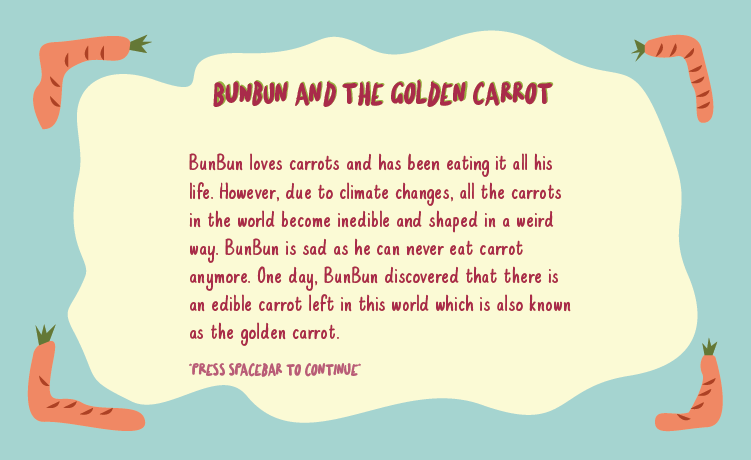 BUNBUN AND THE GOLDEN CARROT
BunBun loves carrots and has been eating it all his
life. However, due to climate changes, all the carrots
in the world become inedible and shaped in a weird
way. BunBun is sad as he can never eat carrot
anymore. One day, BunBun discovered that there is
an edible carrot left in this world which is also known
as the golden carrot.
"PRESS SPACEBAR TO CONTINUE"